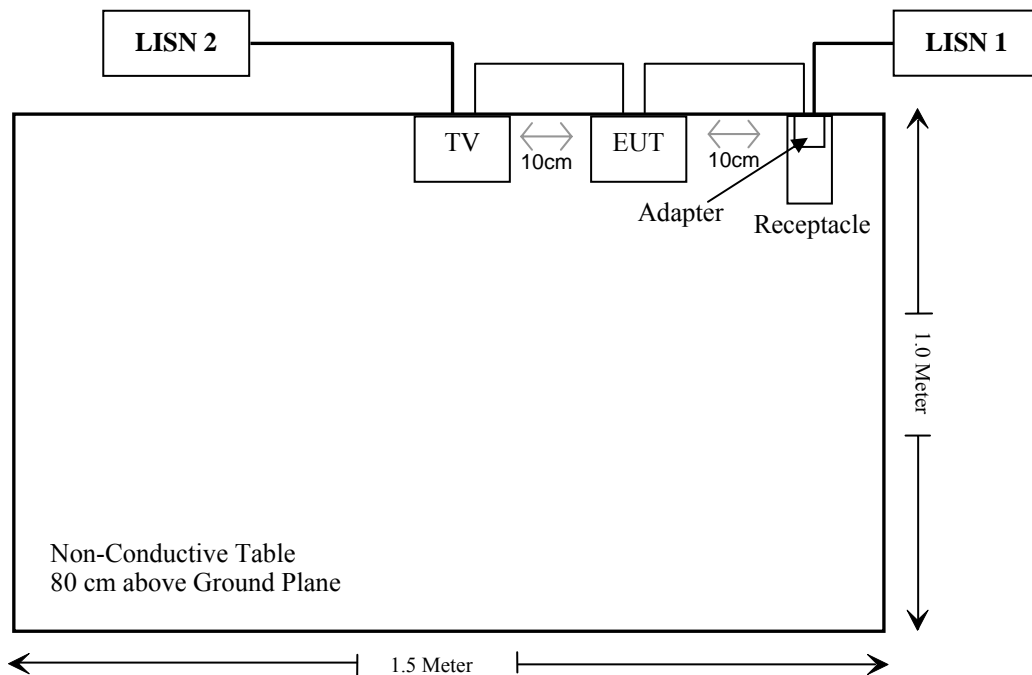 LISN 2
LISN 1
TV
EUT
10cm
10cm
Adapter
Receptacle
1.0 Meter
Non-Conductive Table
80 cm above Ground Plane
1.5 Meter